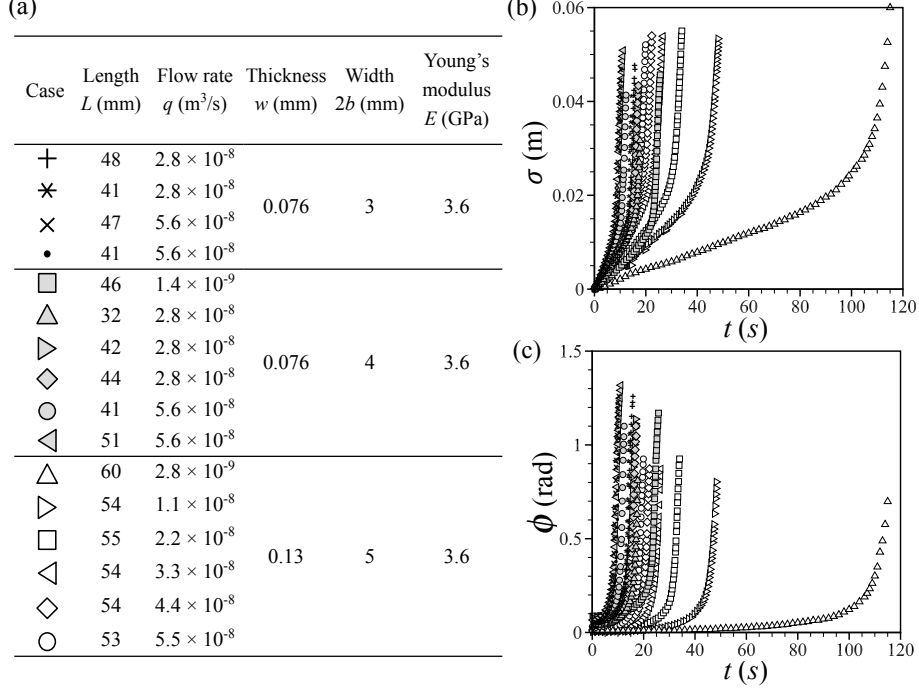 (a)
Case Length L (mm) Flow rate q (m³/s) Thickness w (mm) Width 2b (mm) Young's modulus E (GPa)
+ 48 2.8 × 10⁻⁸
41 2.8 × 10⁻⁸
0.076 3 3.6
× 47 5.6 × 10⁻⁸
• 41 5.6 × 10⁻⁸
46 1.4 × 10⁻⁹
32 2.8 × 10⁻⁸
42 2.8 × 10⁻⁸
0.076 4 3.6
44 2.8 × 10⁻⁸
41 5.6 × 10⁻⁸
51 5.6 × 10⁻⁸
60 2.8 × 10⁻⁹
54 1.1 × 10⁻⁸
55 2.2 × 10⁻⁸
0.13 5 3.6
54 3.3 × 10⁻⁸
54 4.4 × 10⁻⁸
53 5.5 × 10⁻⁸
(b)
σ (m)
0.06
0.04
0.02
0
0 20 40 60 80 100 120
t (s)
(c)
ϕ (rad)
1.5
1
0.5
0
0 20 40 60 80 100 120
t (s)